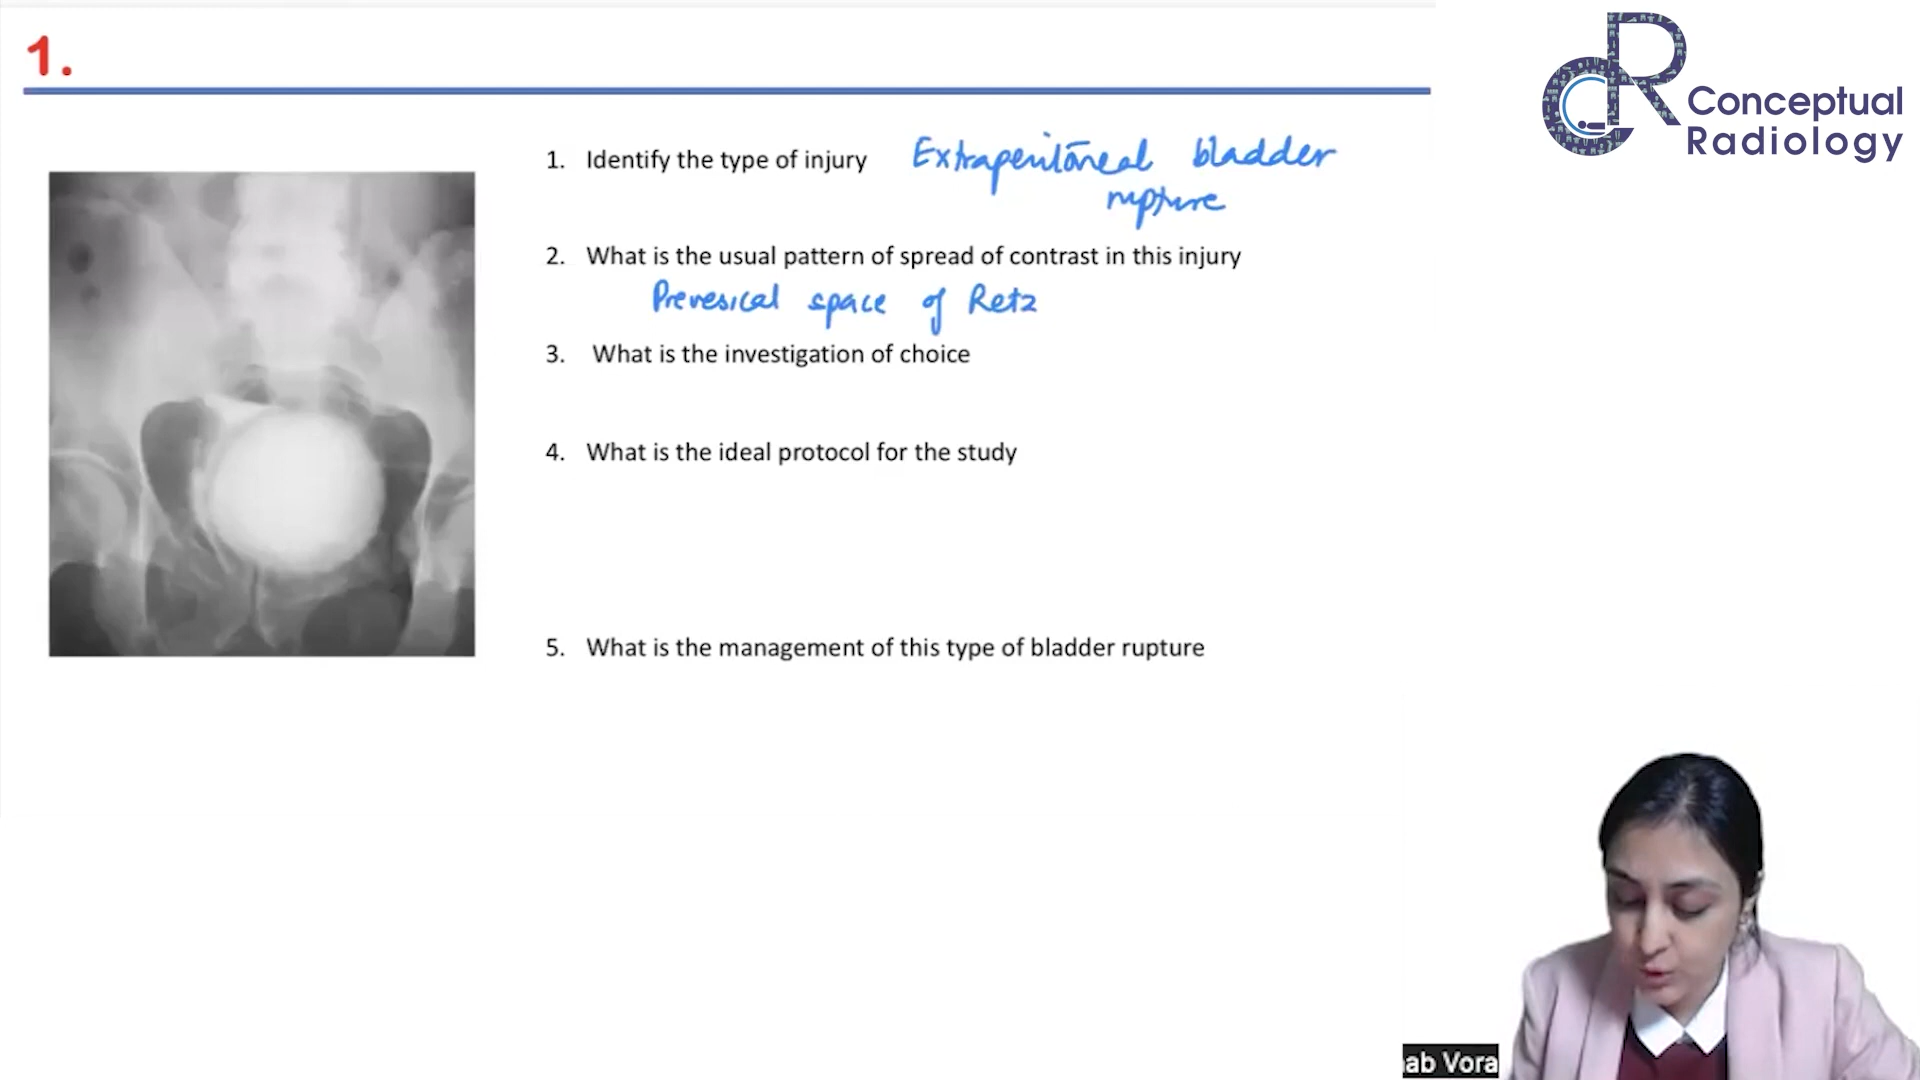 1.
1. Identify the type of injury Extraperitoneal bladder
rupture
2. What is the usual pattern of spread of contrast in this injury
Prevesical space of Retz
3. What is the investigation of choice
4. What is the ideal protocol for the study
5. What is the management of this type of bladder rupture
CR Conceptual
Radiology
ab Vora